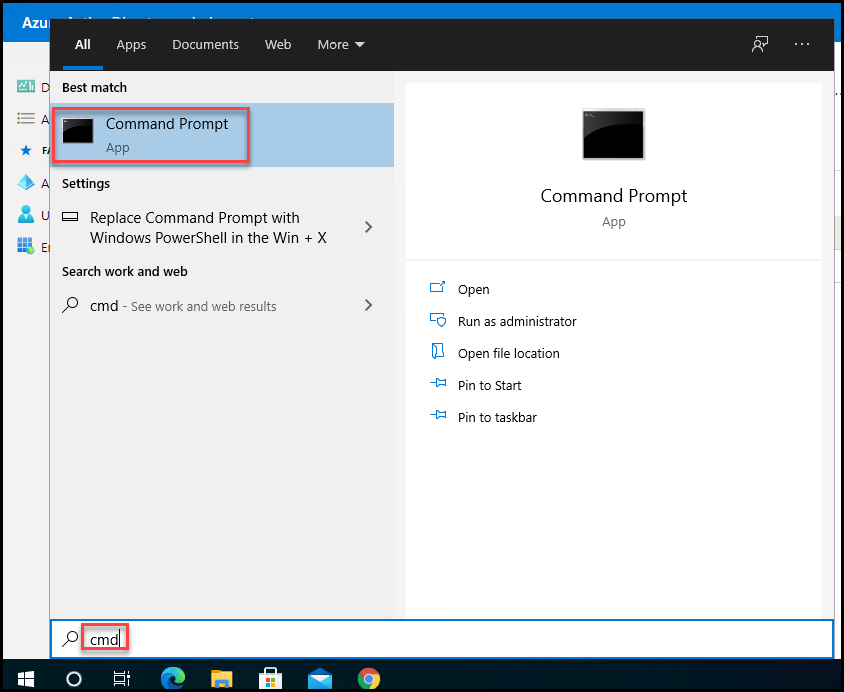 Azu
All Apps Documents Web More
Best match
Command Prompt
App
Settings
Replace Command Prompt with
Windows PowerShell in the Win + X
Search work and web
cmd - See work and web results
Command Prompt
App
Open
Run as administrator
Open file location
Pin to Start
Pin to taskbar
D
A
FA
A
U
En
cmd